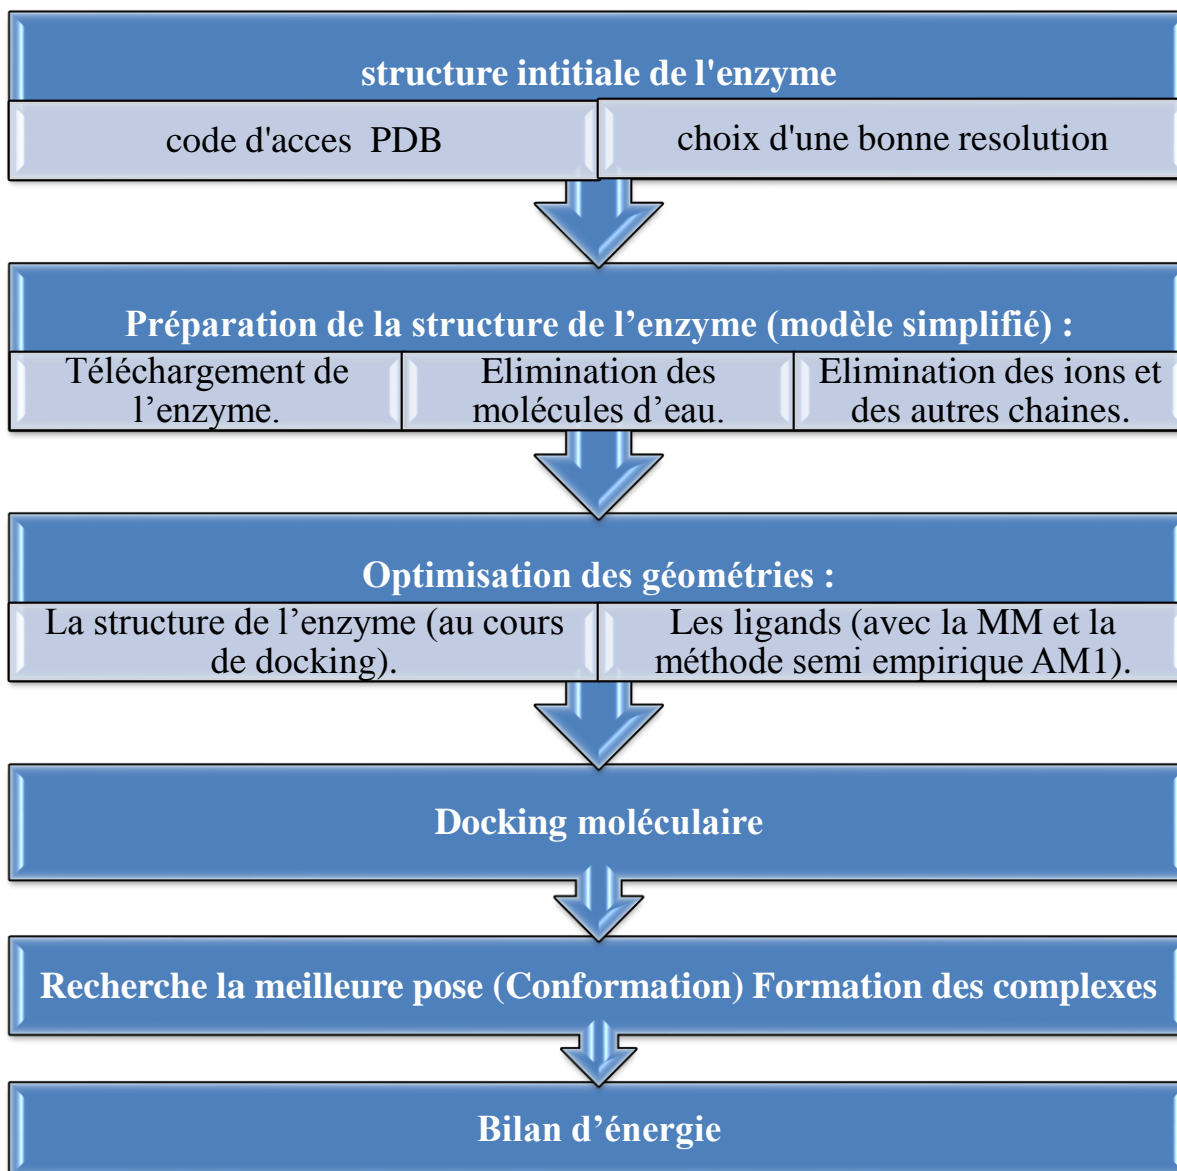 structure intitiale de l'enzyme
code d'acces PDB
choix d'une bonne resolution
Préparation de la structure de l’enzyme (modèle simplifié) :
Téléchargement de
l’enzyme.
Elimination des
molécules d’eau.
Elimination des ions et
des autres chaines.
Optimisation des géométries :
La structure de l’enzyme (au cours
de docking).
Les ligands (avec la MM et la
méthode semi empirique AM1).
Docking moléculaire
Recherche la meilleure pose (Conformation) Formation des complexes
Bilan d’énergie